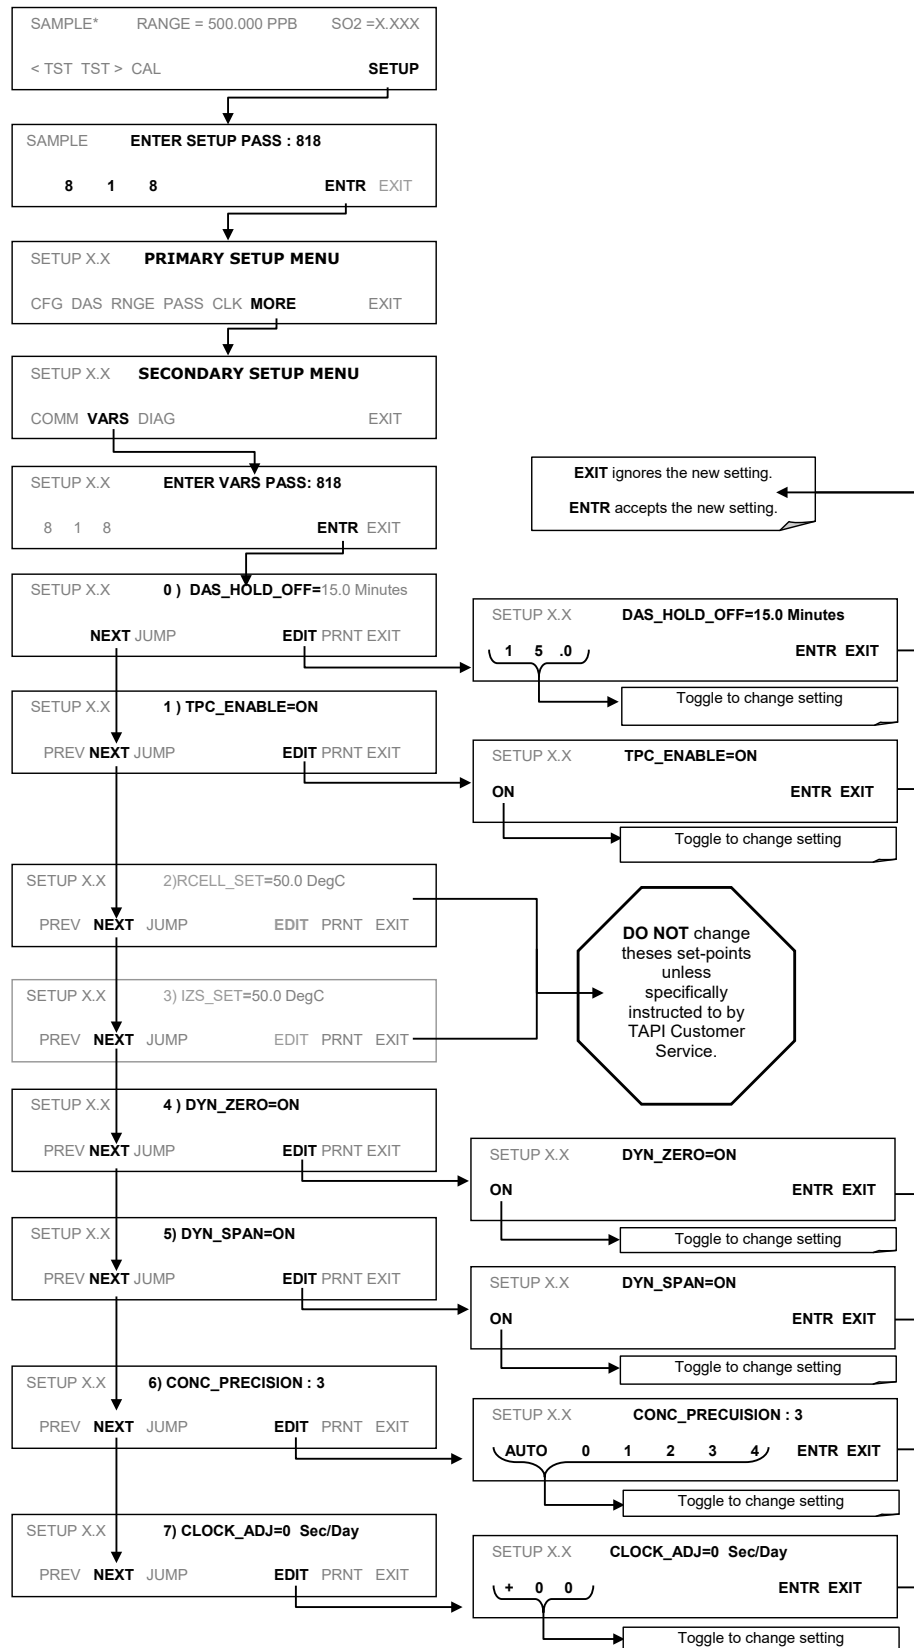 SAMPLE* RANGE = 500.000 PPB SO2 =X.XXX
< TST TST > CAL SETUP
SAMPLE ENTER SETUP PASS : 818
8 1 8 ENTR EXIT
SETUP X.X PRIMARY SETUP MENU
CFG DAS RNGE PASS CLK MORE EXIT
SETUP X.X SECONDARY SETUP MENU
COMM VARS DIAG EXIT
SETUP X.X ENTER VARS PASS: 818
8 1 8 ENTR EXIT
EXIT ignores the new setting.
ENTR accepts the new setting.
SETUP X.X 0 ) DAS_HOLD_OFF=15.0 Minutes
NEXT JUMP EDIT PRNT EXIT
SETUP X.X DAS_HOLD_OFF=15.0 Minutes
1 5 .0 ENTR EXIT
Toggle to change setting
SETUP X.X 1 ) TPC_ENABLE=ON
PREV NEXT JUMP EDIT PRNT EXIT
SETUP X.X TPC_ENABLE=ON
ON ENTR EXIT
Toggle to change setting
SETUP X.X 2)RCELL_SET=50.0 DegC
PREV NEXT JUMP EDIT PRNT EXIT
SETUP X.X 3) IZS_SET=50.0 DegC
PREV NEXT JUMP EDIT PRNT EXIT
DO NOT change
theses set-points
unless
specifically
instructed to by
TAPI Customer
Service.
SETUP X.X 4 ) DYN_ZERO=ON
PREV NEXT JUMP EDIT PRNT EXIT
SETUP X.X DYN_ZERO=ON
ON ENTR EXIT
Toggle to change setting
SETUP X.X 5) DYN_SPAN=ON
PREV NEXT JUMP EDIT PRNT EXIT
SETUP X.X DYN_SPAN=ON
ON ENTR EXIT
Toggle to change setting
SETUP X.X 6) CONC_PRECISION : 3
PREV NEXT JUMP EDIT PRNT EXIT
SETUP X.X CONC_PRECUISION : 3
AUTO 0 1 2 3 4 ENTR EXIT
Toggle to change setting
SETUP X.X 7) CLOCK_ADJ=0 Sec/Day
PREV NEXT JUMP EDIT PRNT EXIT
SETUP X.X CLOCK_ADJ=0 Sec/Day
+ 0 0 ENTR EXIT
Toggle to change setting